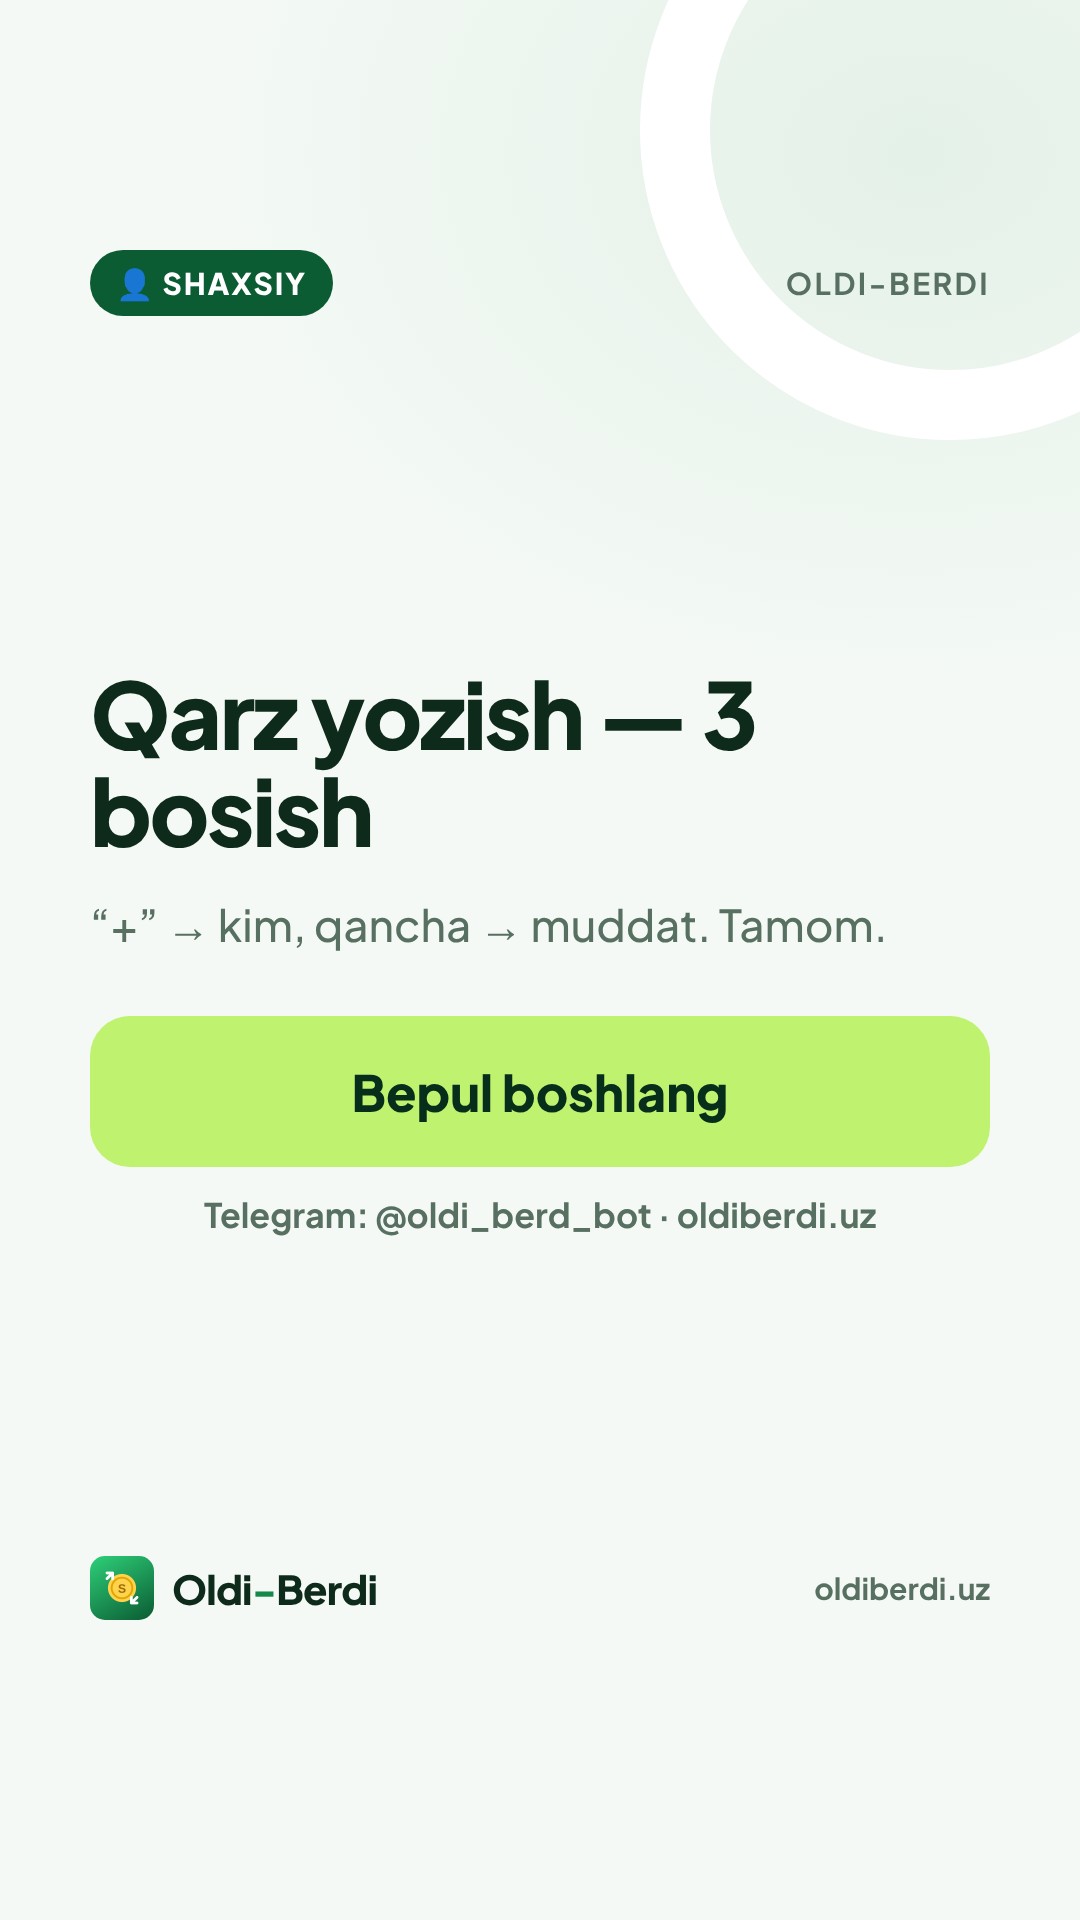 👤 SHAXSIY
OLDI-BERDI
Qarz yozish — 3
bosish
“+” → kim, qancha → muddat. Tamom.
Bepul boshlang
Telegram: @oldi_berd_bot · oldiberdi.uz
S
Oldi-Berdi
oldiberdi.uz